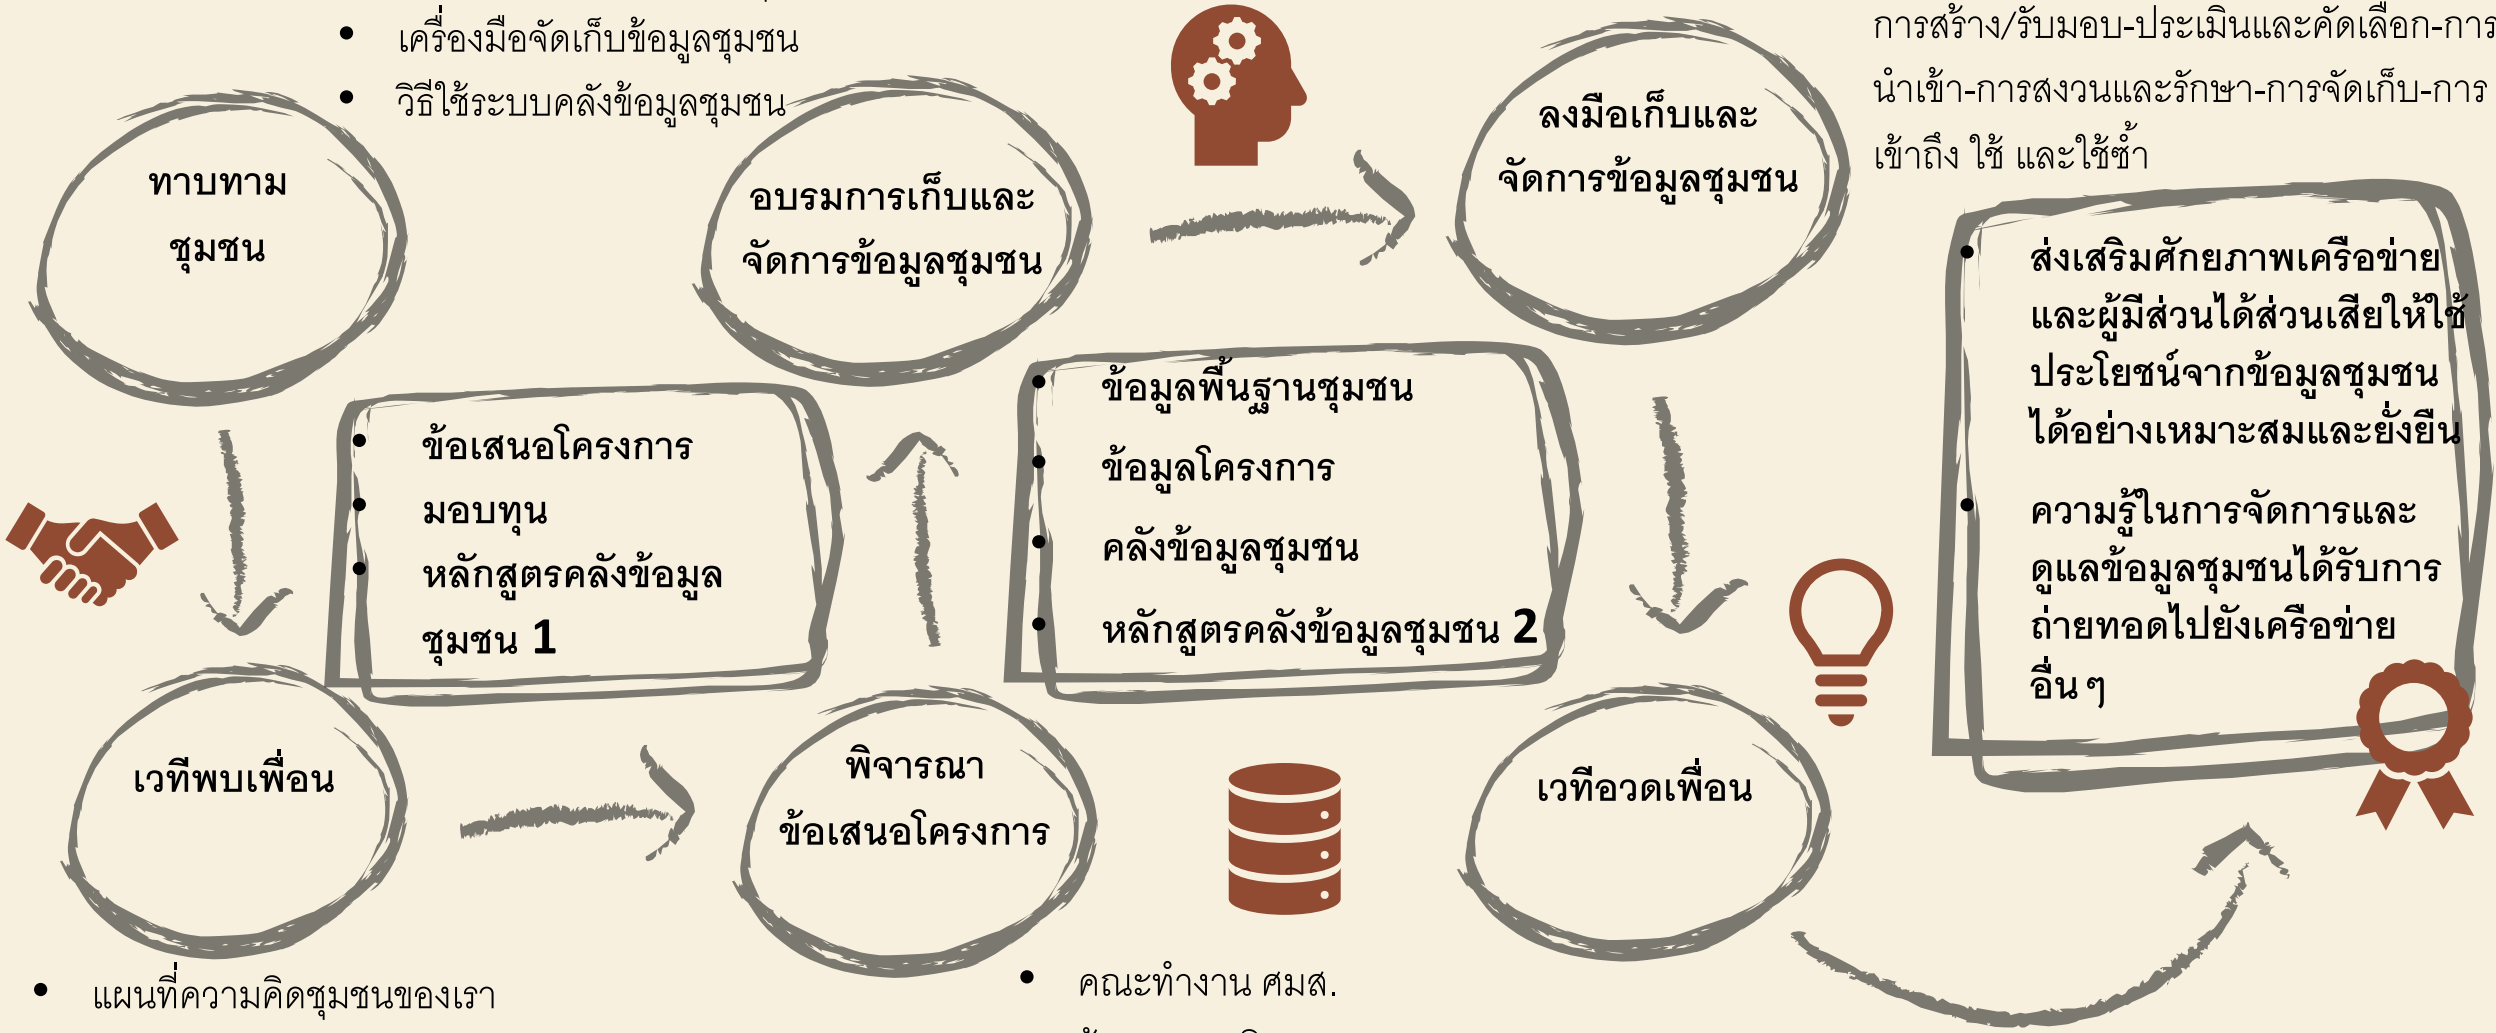 • เครื่องมือจัดเก็บข้อมูลชุมชน
• วิธีใช้ระบบคลังข้อมูลชุมชน
ทาบทาม
ชุมชน
อบรมการเก็บและ
จัดการข้อมูลชุมชน
ลงมือเก็บและ
จัดการข้อมูลชุมชน
การสร้าง/รับมอบ-ประเมินและคัดเลือก-การ
นำเข้า-การสงวนและรักษา-การจัดเก็บ-การ
เข้าถึง ใช้ และใช้ซ้ำ
• ข้อเสนอโครงการ
• มอบทุน
• หลักสูตรคลังข้อมูล
ชุมชน 1
• ข้อมูลพื้นฐานชุมชน
• ข้อมูลโครงการ
• คลังข้อมูลชุมชน
• หลักสูตรคลังข้อมูลชุมชน 2
• ส่งเสริมศักยภาพเครือข่าย
และผู้มีส่วนได้ส่วนเสียให้ใช้
ประโยชน์จากข้อมูลชุมชน
ได้อย่างเหมาะสมและยั่งยืน
• ความรู้ในการจัดการและ
ดูแลข้อมูลชุมชนได้รับการ
ถ่ายทอดไปยังเครือข่าย
อื่น ๆ
เวทีพบเพื่อน
พิจารณา
ข้อเสนอโครงการ
เวทีอวดเพื่อน
• แผนที่ความคิดชุมชนของเรา
• คณะทำงาน ศมส.